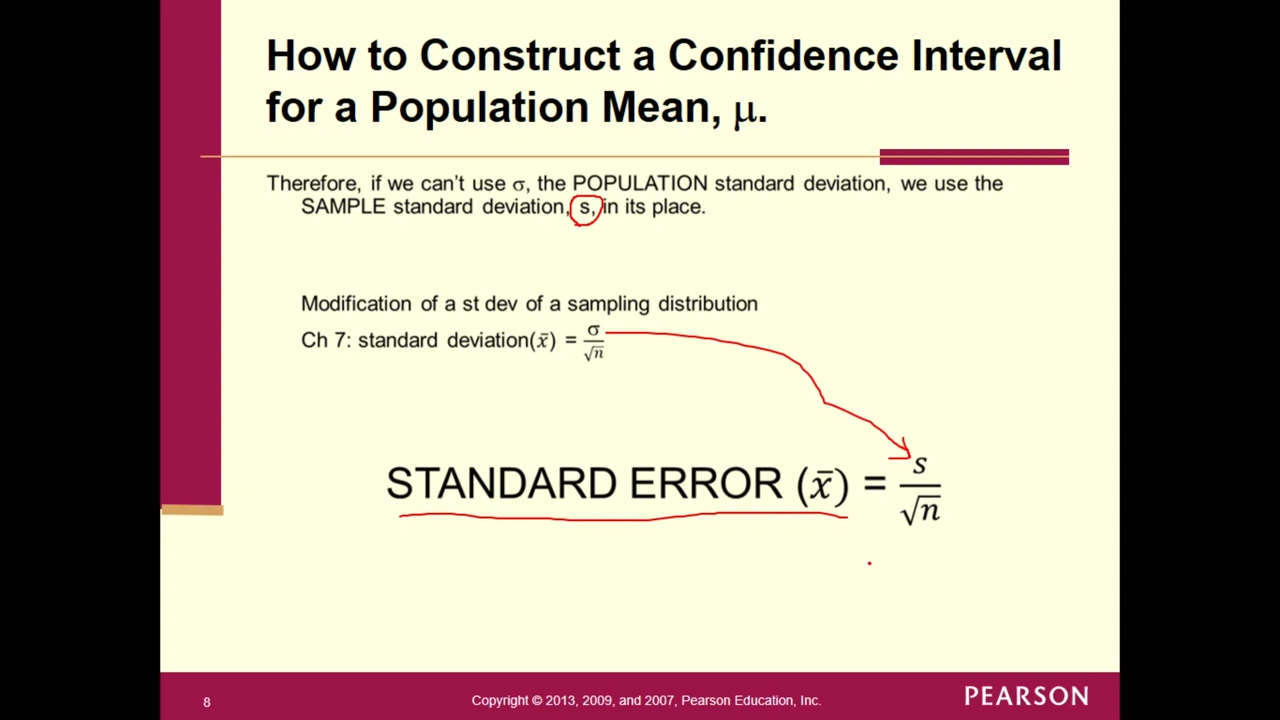 How to Construct a Confidence Interval
for a Population Mean, μ.
Therefore, if we can't use σ, the POPULATION standard deviation, we use the
SAMPLE standard deviation, s, in its place.
Modification of a st dev of a sampling distribution
Ch 7: standard deviation(x̄) = σ/√n
STANDARD ERROR (x̄) = s/√n
8
Copyright © 2013, 2009, and 2007, Pearson Education, Inc.
PEARSON